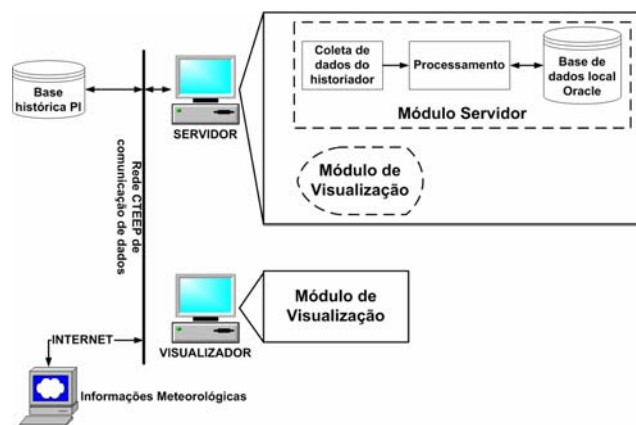 Base
histórica PI
Rede CTEEP de
comunicação de dados
SERVIDOR
Coleta de
dados do
historiador
Processamento
Base de
dados local
Oracle
Módulo Servidor
Módulo de
Visualização
Módulo de
Visualização
VISUALIZADOR
INTERNET
Informações Meteorológicas